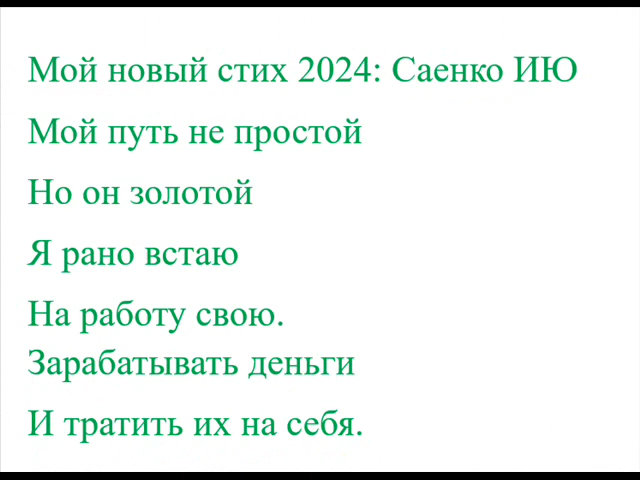 Мой новый стих 2024: Саенко ИЮ
Мой путь не простой
Но он золотой
Я рано встаю
На работу свою.
Зарабатывать деньги
И тратить их на себя.